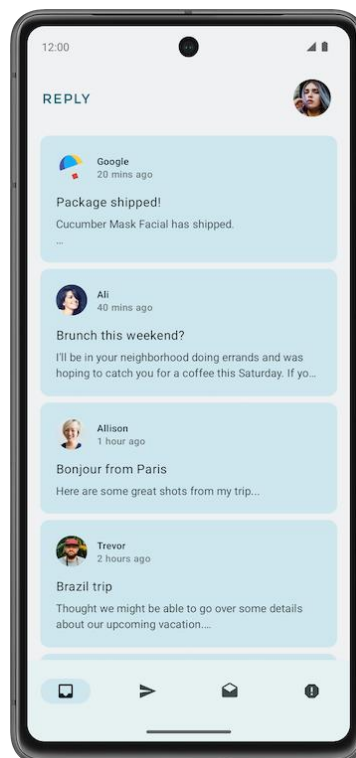 12:00
REPLY
Google
20 mins ago
Package shipped!
Cucumber Mask Facial has shipped.
...
Ali
40 mins ago
Brunch this weekend?
I'll be in your neighborhood doing errands and was
hoping to catch you for a coffee this Saturday. If yo...
Allison
1 hour ago
Bonjour from Paris
Here are some great shots from my trip...
Trevor
2 hours ago
Brazil trip
Thought we might be able to go over some details
about our upcoming vacation....